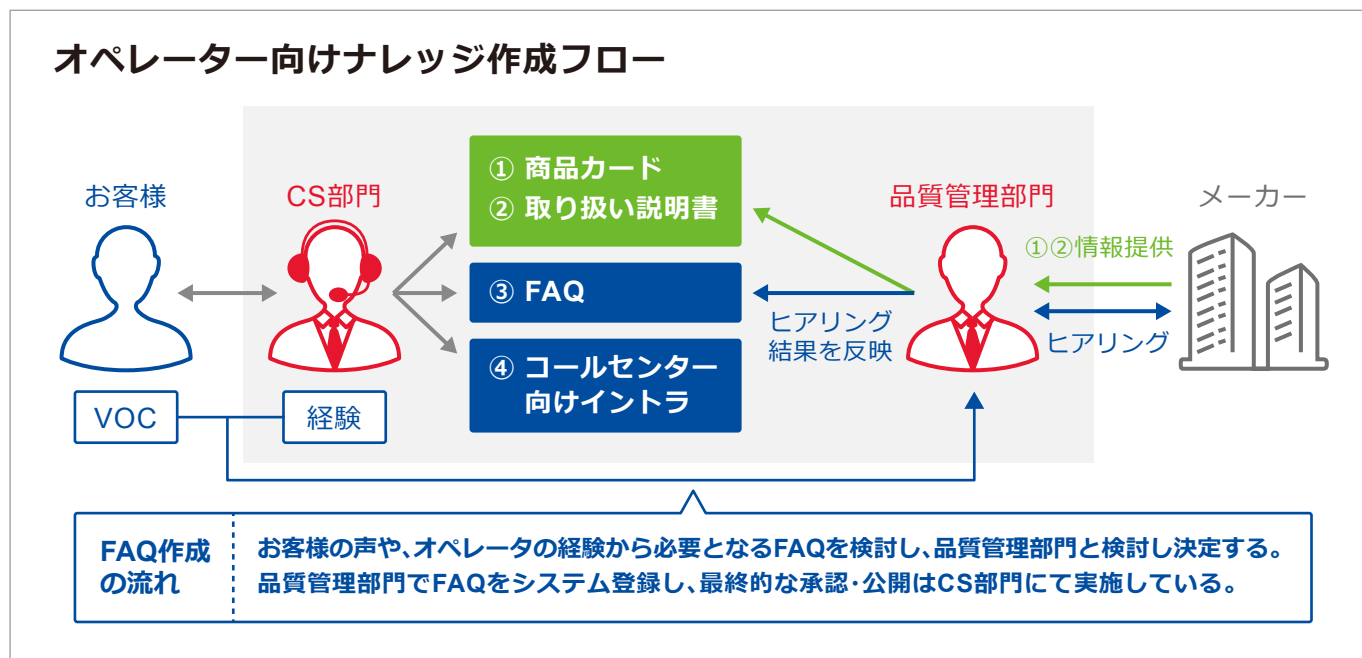 オペレーター向けナレッジ作成フロー
お客様
CS部門
① 商品カード
② 取り扱い説明書
③ FAQ
④ コールセンター
向けイントラ
品質管理部門
メーカー
①②情報提供
ヒアリング
ヒアリング
結果を反映
VOC
経験
FAQ作成
の流れ
お客様の声や、オペレータの経験から必要となるFAQを検討し、品質管理部門と検討し決定する。
品質管理部門でFAQをシステム登録し、最終的な承認・公開はCS部門にて実施している。